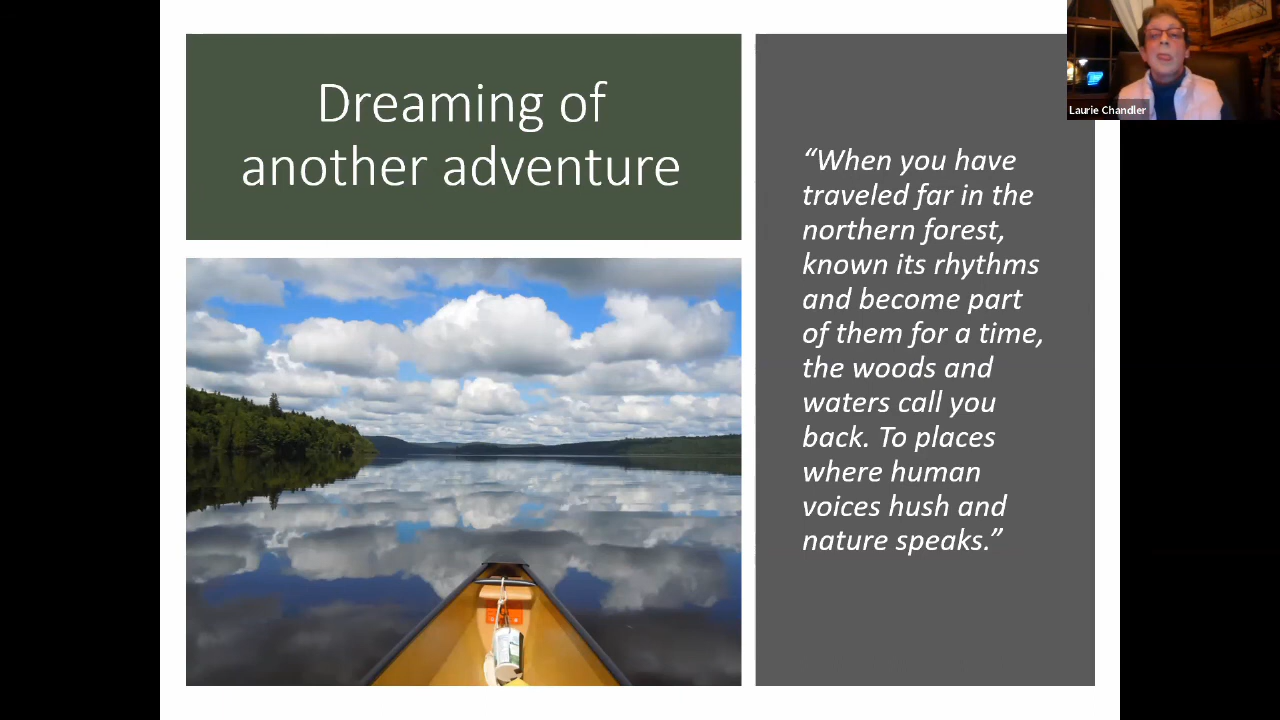 Dreaming of
another adventure
“When you have
traveled far in the
northern forest,
known its rhythms
and become part
of them for a time,
the woods and
waters call you
back. To places
where human
voices hush and
nature speaks.”
Laurie Chandler